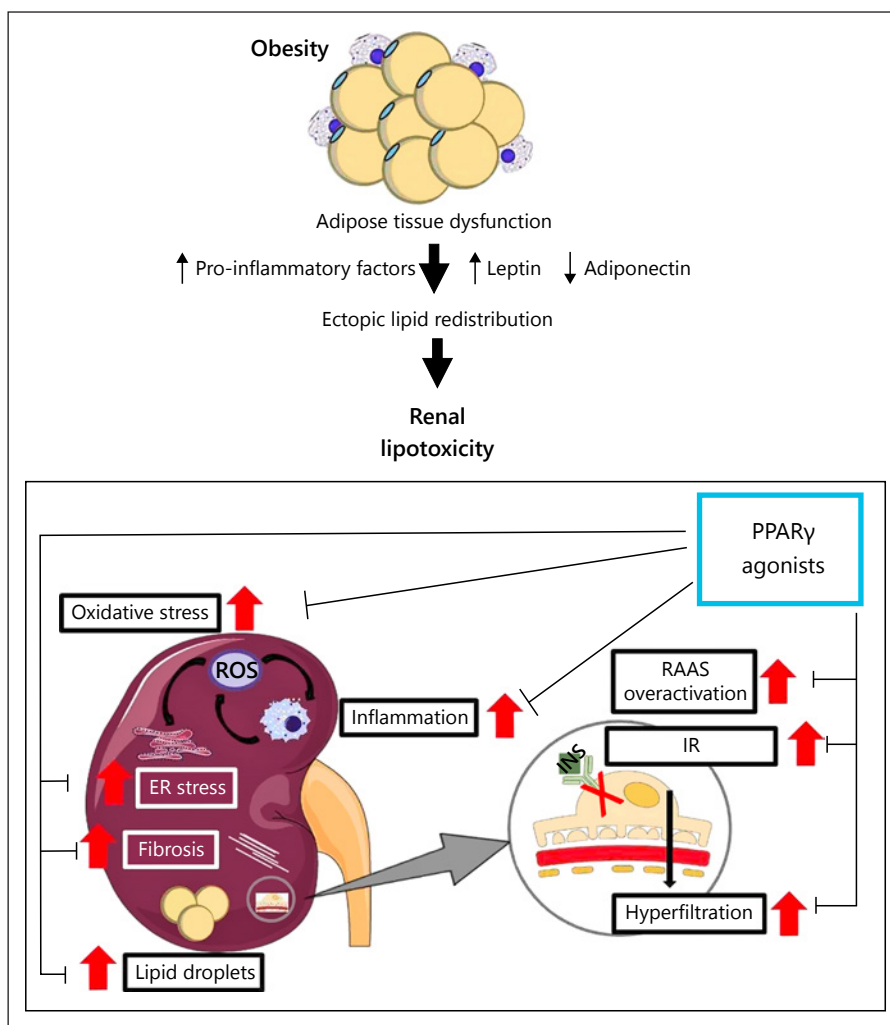 Obesity
Adipose tissue dysfunction
Pro-inflammatory factors
Leptin
Adiponectin
Ectopic lipid redistribution
Renal
lipotoxicity
PPARγ
agonists
Oxidative stress
ROS
Inflammation
RAAS
overactivation
IR
INS
ER stress
Fibrosis
Hyperfiltration
Lipid droplets